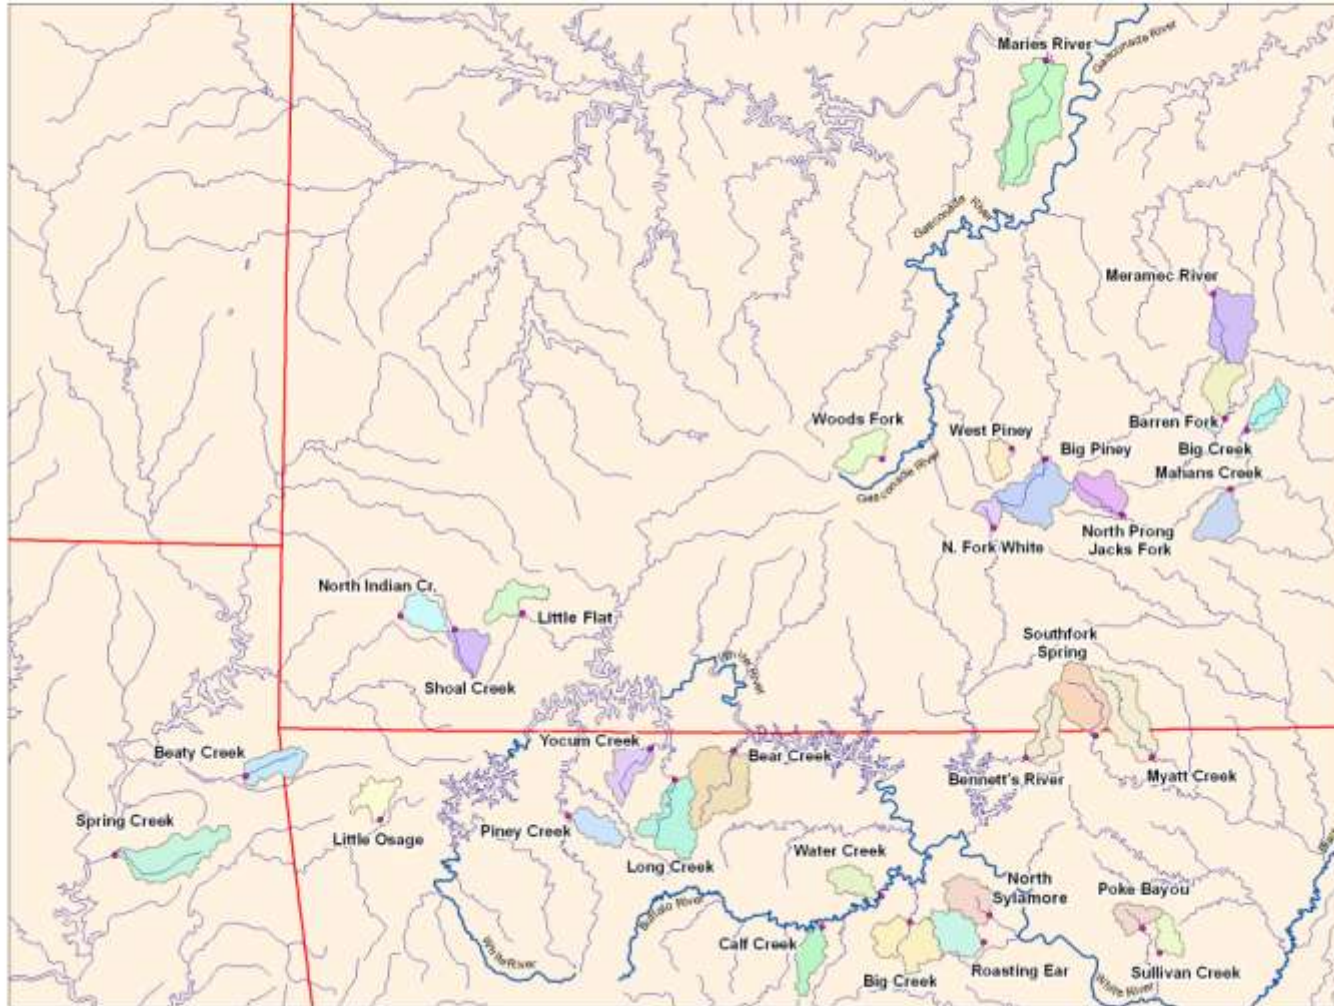 Maries River
Gasconade River
Gasconade River
Meramec River
Woods Fork
West Piney
Barren Fork
Big Piney
Big Creek
Mahans Creek
Gasconade River
North Prong
Jacks Fork
N. Fork White
North Indian Cr.
Little Flat
Southfork
Spring
Shoal Creek
Yocum Creek
Beaty Creek
Bear Creek
Bennett's River
Myatt Creek
Spring Creek
Little Osage
Piney Creek
Long Creek
Water Creek
North
Sylamore
Poke Bayou
Buffalo River
Calf Creek
White River
Big Creek
Roasting Ear
Sullivan Creek
White River